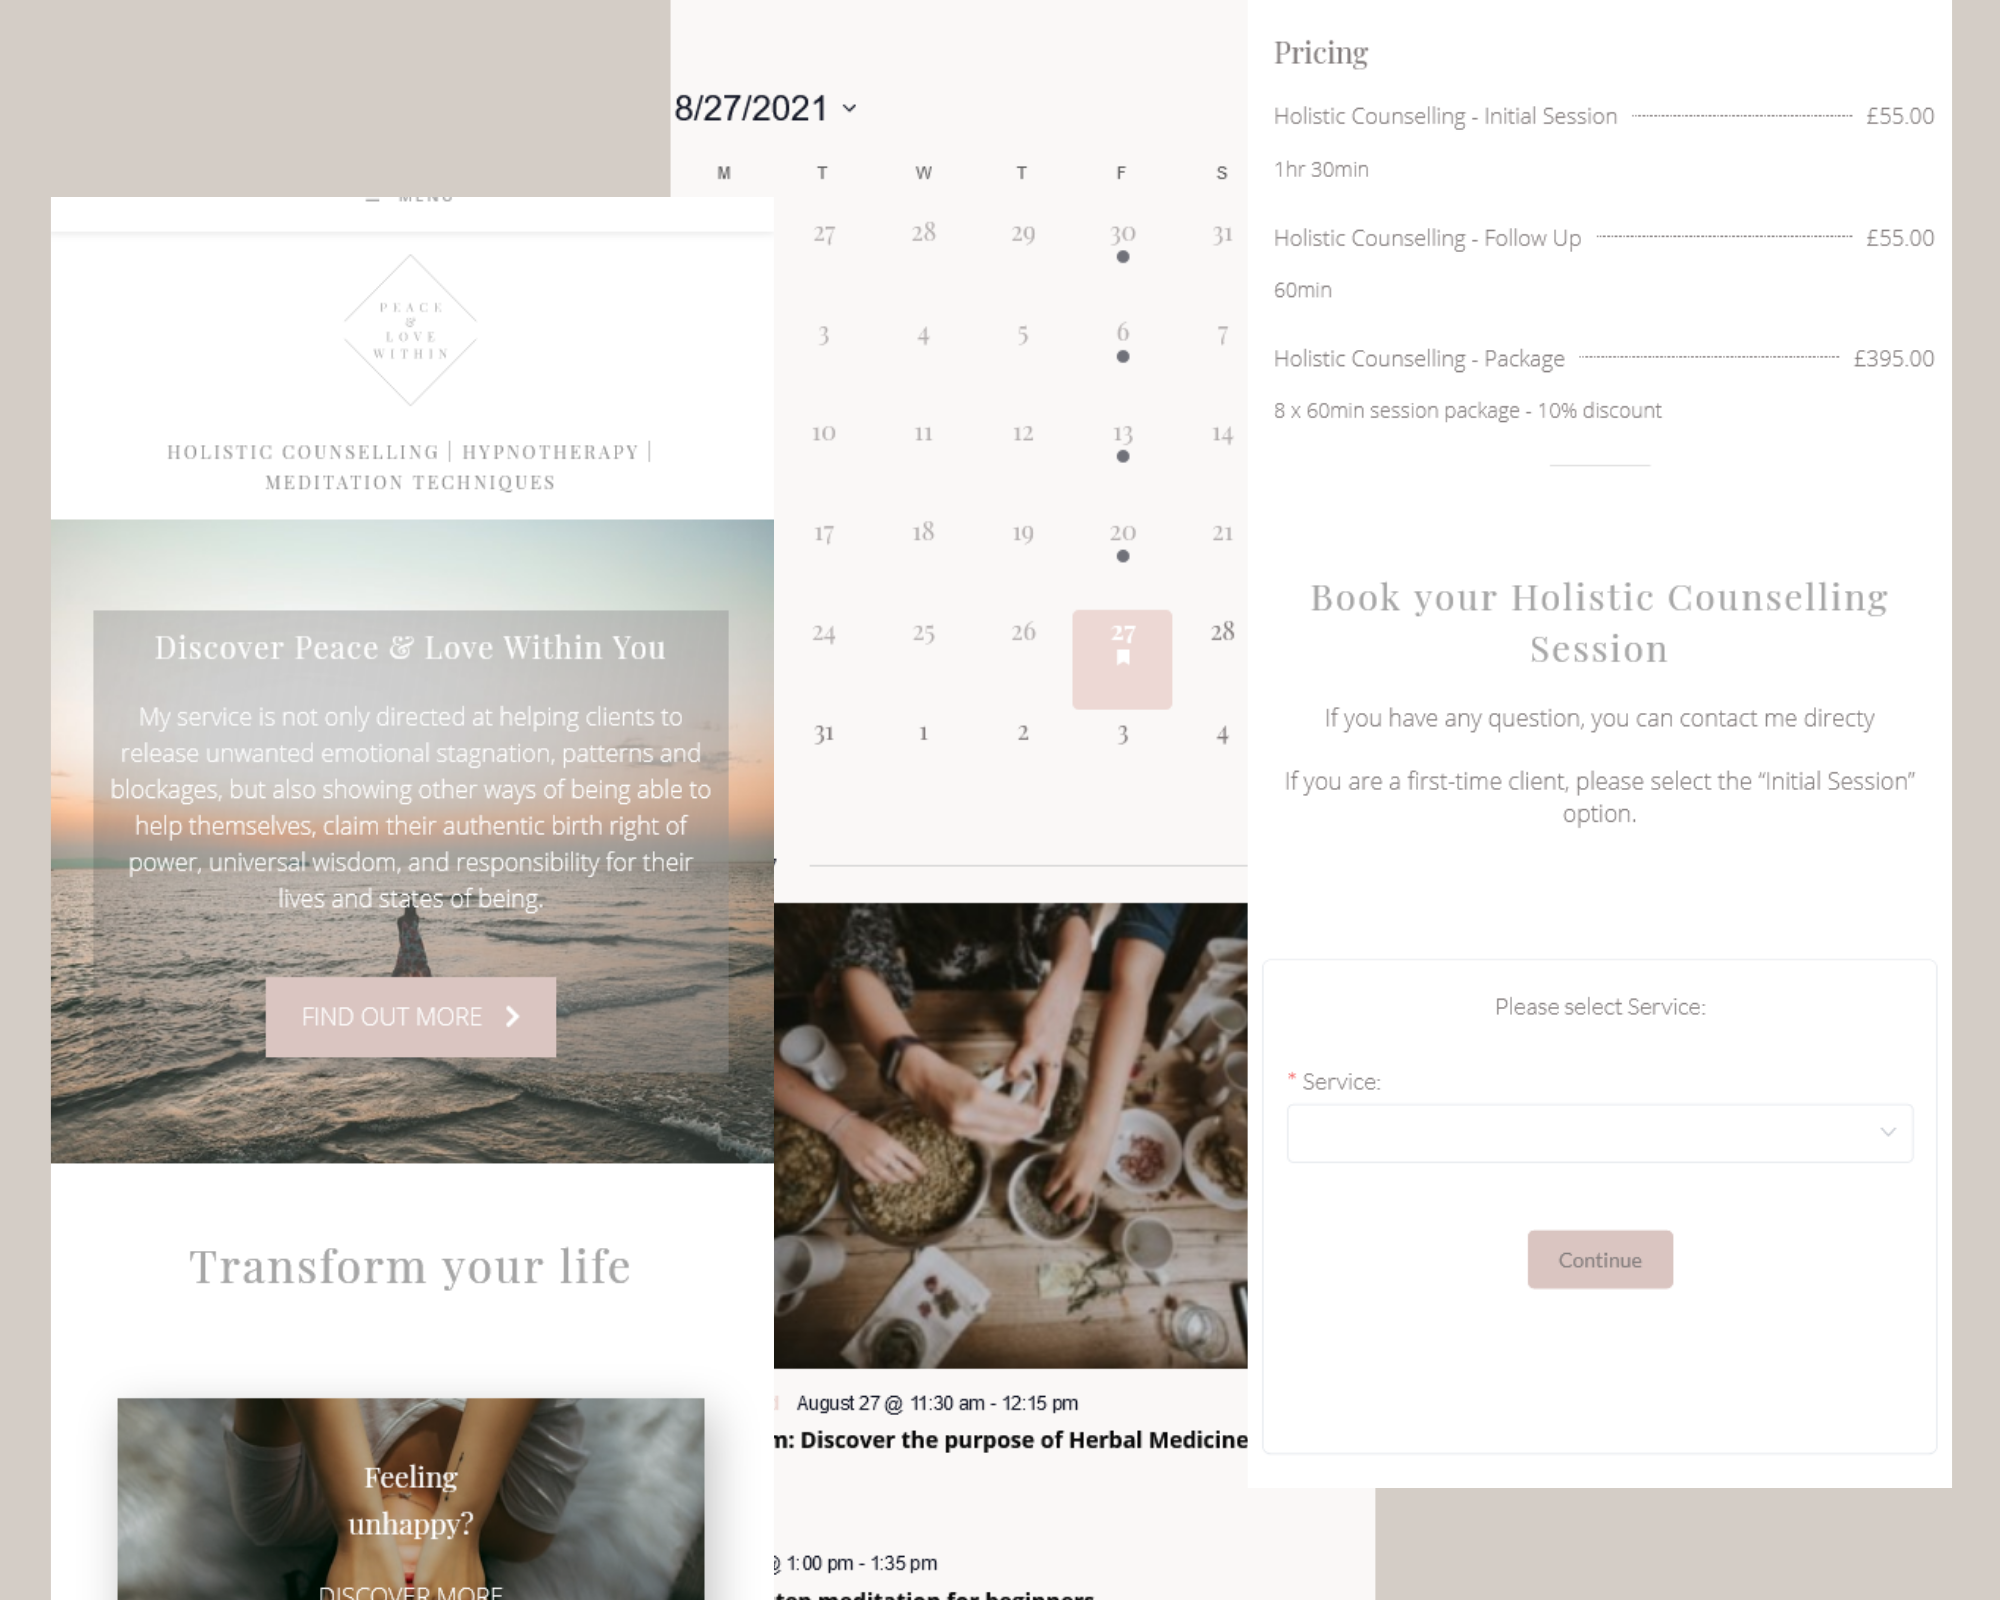 MENU
PEACE
&
LOVE
WITHIN
HOLISTIC COUNSELLING | HYPNOTHERAPY |
MEDITATION TECHNIQUES
Discover Peace & Love Within You
My service is not only directed at helping clients to
release unwanted emotional stagnation, patterns and
blockages, but also showing other ways of being able to
help themselves, claim their authentic birth right of
power, universal wisdom, and responsibility for their
lives and states of being.
FIND OUT MORE
Transform your life
Feeling
unhappy?
DISCOVER MORE
8/27/2021
M T W T F S
27 28 29 30 31
3 4 5 6 7
10 11 12 13 14
17 18 19 20 21
24 25 26 27 28
31 1 2 3 4
August 27 @ 11:30 am - 12:15 pm
Discover the purpose of Herbal Medicine
@ 1:00 pm - 1:35 pm
meditation for beginners
Pricing
Holistic Counselling - Initial Session £55.00
1hr 30min
Holistic Counselling - Follow Up £55.00
60min
Holistic Counselling - Package £395.00
8 x 60min session package - 10% discount
Book your Holistic Counselling
Session
If you have any question, you can contact me directy
If you are a first-time client, please select the “Initial Session”
option.
Please select Service:
* Service:
Continue